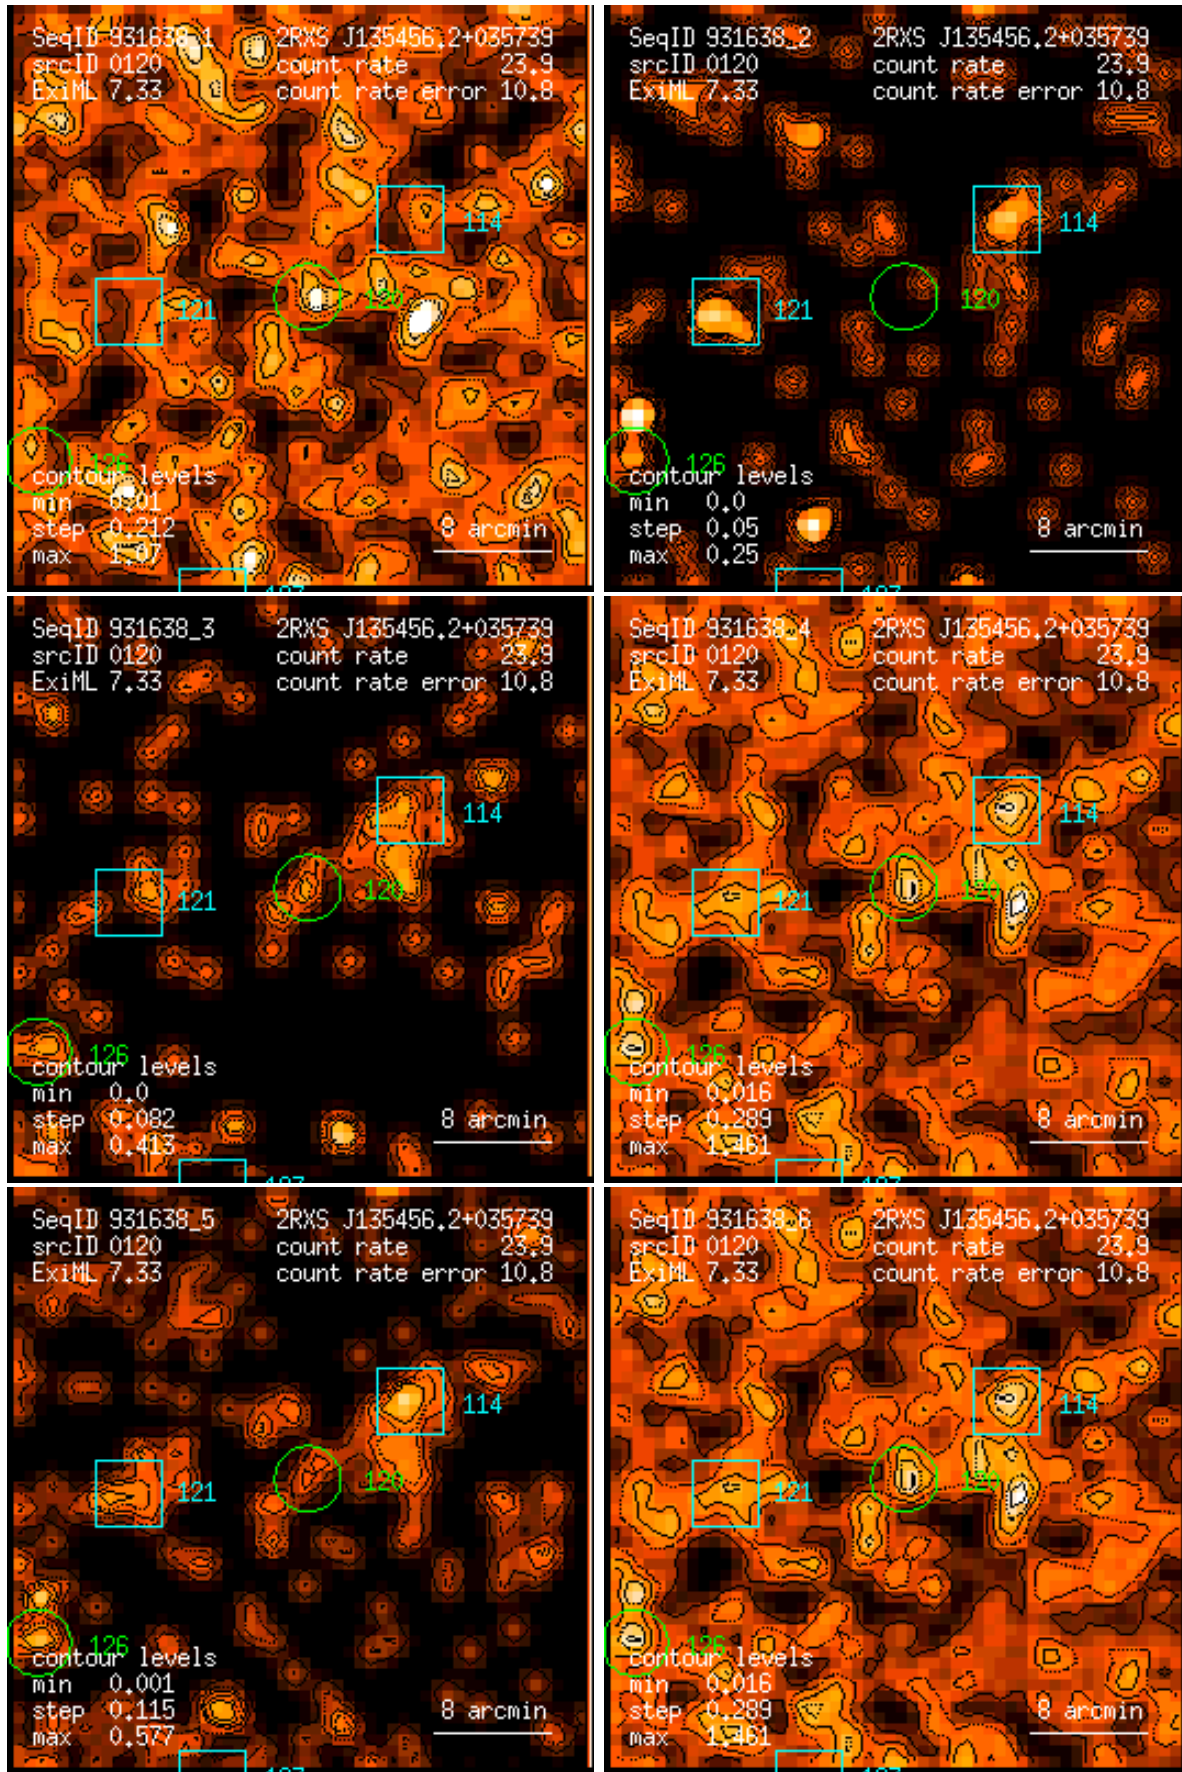 SeqID 931638_1 2RXS J135456.2+035739
srcID 0120 count rate 23.9
ExiML 7.33 count rate error 10.8
114
120
121
126
contour levels
min 0.01
step 0.212 8 arcmin
max 1.07
SeqID 931638_2 2RXS J135456.2+035739
srcID 0120 count rate 23.9
ExiML 7.33 count rate error 10.8
114
120
121
126
contour levels
min 0.0
step 0.05 8 arcmin
max 0.25
SeqID 931638_3 2RXS J135456.2+035739
srcID 0120 count rate 23.9
ExiML 7.33 count rate error 10.8
114
120
121
126
contour levels
min 0.0
step 0.082 8 arcmin
max 0.413
SeqID 931638_4 2RXS J135456.2+035739
srcID 0120 count rate 23.9
ExiML 7.33 count rate error 10.8
114
120
121
126
contour levels
min 0.016
step 0.289 8 arcmin
max 1.461
SeqID 931638_5 2RXS J135456.2+035739
srcID 0120 count rate 23.9
ExiML 7.33 count rate error 10.8
114
120
121
126
contour levels
min 0.001
step 0.115 8 arcmin
max 0.577
SeqID 931638_6 2RXS J135456.2+035739
srcID 0120 count rate 23.9
ExiML 7.33 count rate error 10.8
114
120
121
126
contour levels
min 0.016
step 0.289 8 arcmin
max 1.461